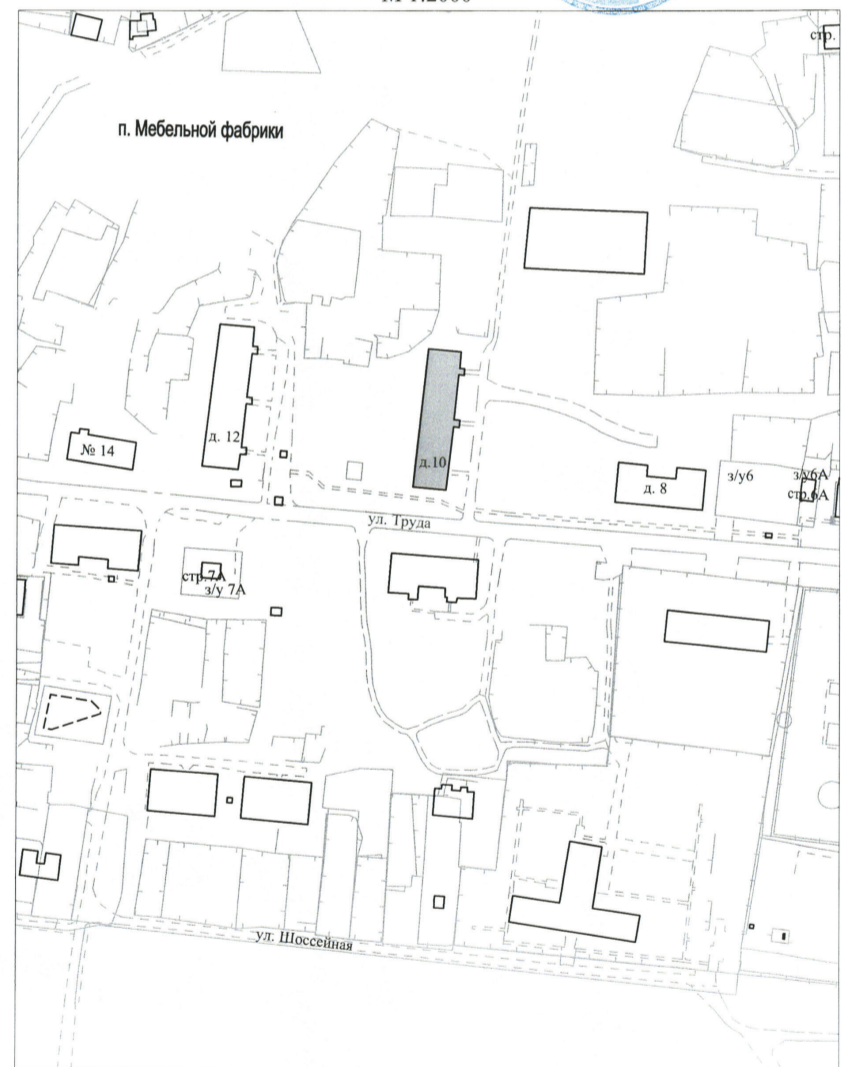 стр.
п. Мебельной фабрики
д. 12
№ 14
д.10
д. 8
з/у6
з/у6А
стр.6А
ул. Труда
стр.7А
з/у 7А
ул. Шоссейная